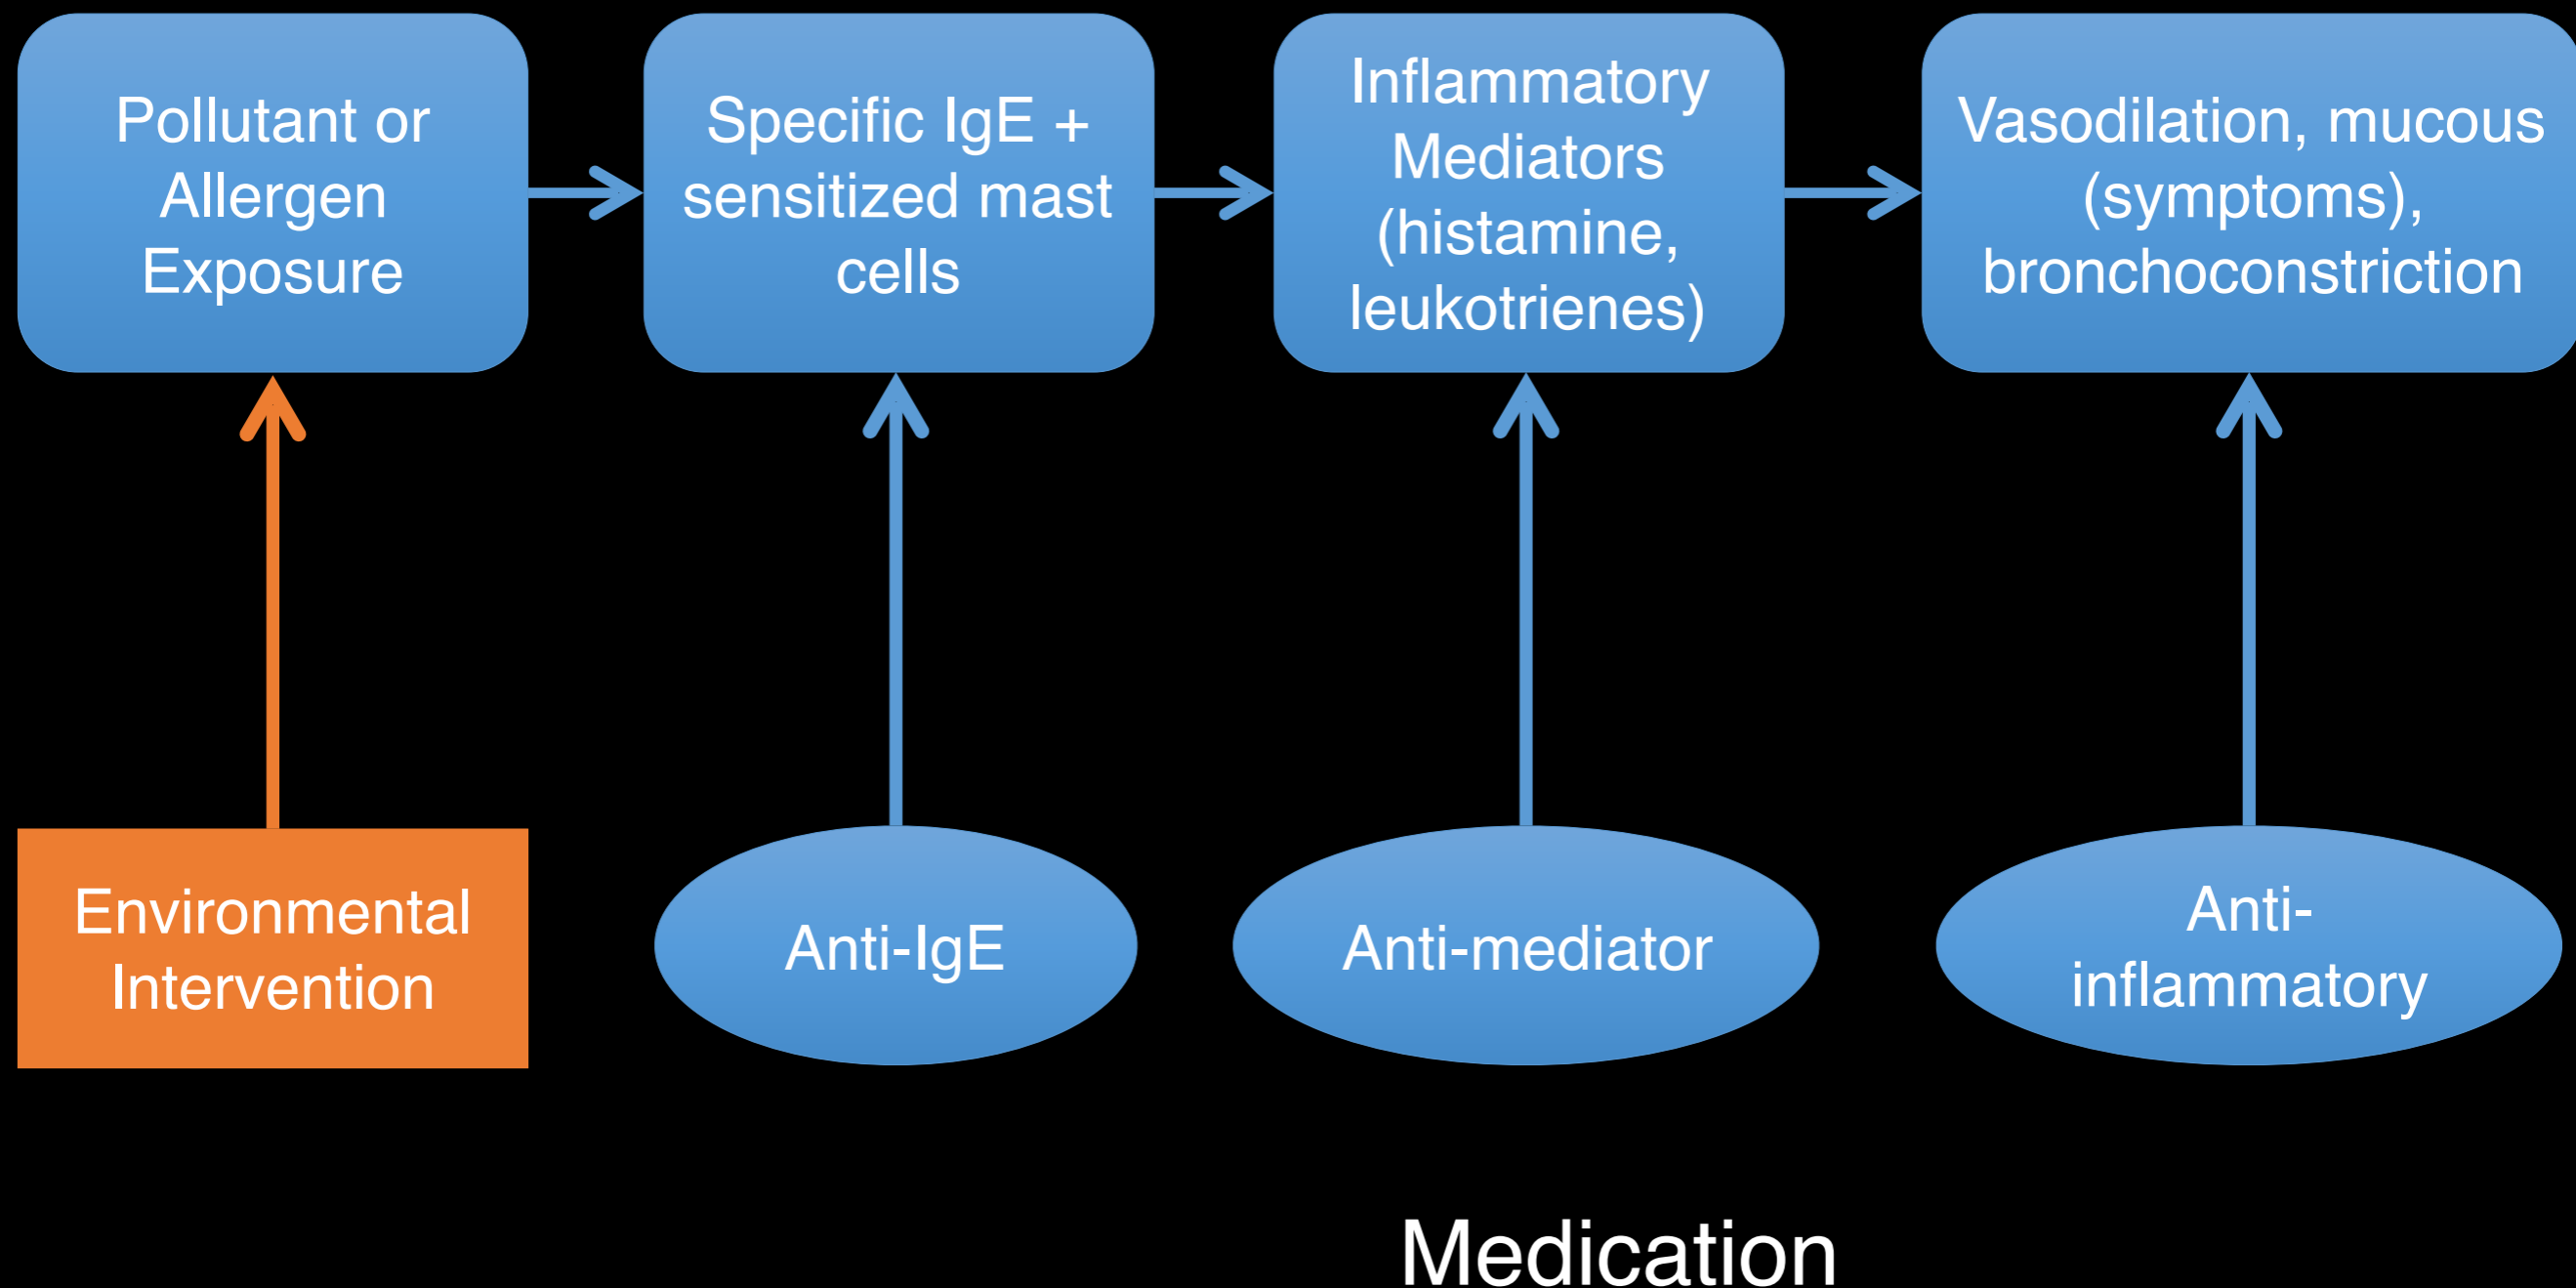 Pollutant or
Allergen
Exposure
Specific IgE +
sensitized mast
cells
Inflammatory
Mediators
(histamine,
leukotrienes)
Vasodilation, mucous
(symptoms),
bronchoconstriction
Environmental
Intervention
Anti-IgE
Anti-mediator
Anti-
inflammatory
Medication